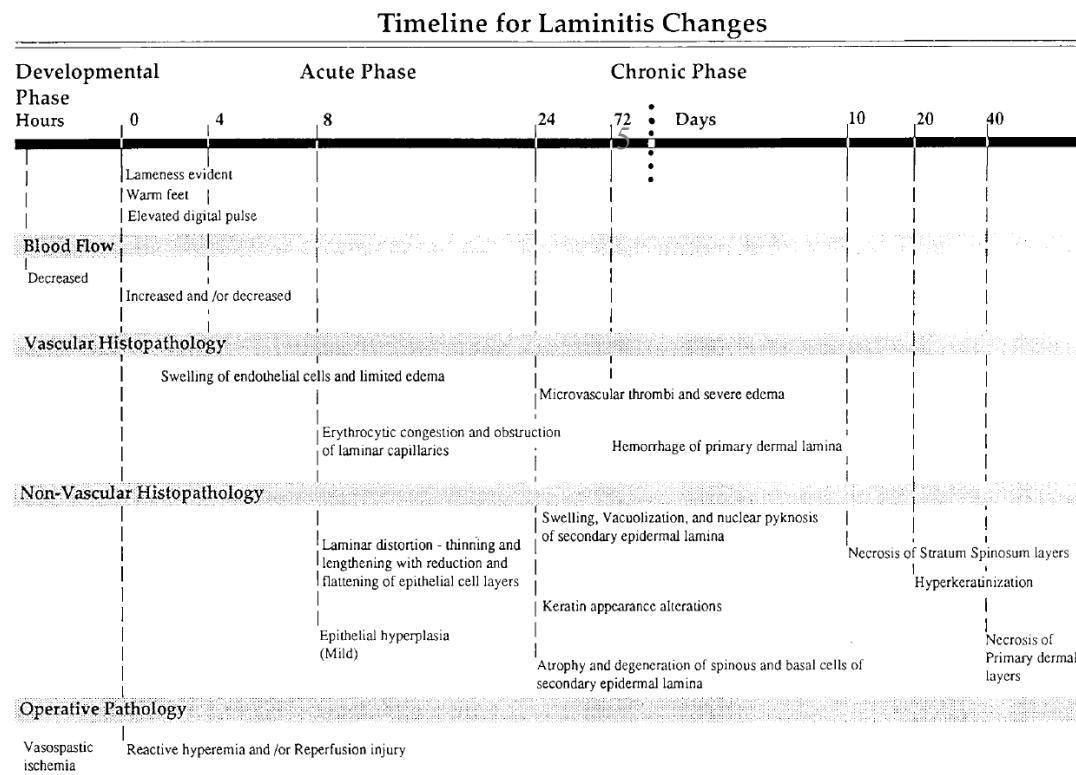 Timeline for Laminitis Changes
Developmental
Phase
Acute Phase
Chronic Phase
Hours
0
4
8
24
72
5
Days
10
20
40
Lameness evident
Warm feet
Elevated digital pulse
Blood Flow
Decreased
Increased and /or decreased
Vascular Histopathology
Swelling of endothelial cells and limited edema
Microvascular thrombi and severe edema
Erythrocytic congestion and obstruction
of laminar capillaries
Hemorrhage of primary dermal lamina
Non-Vascular Histopathology
Swelling, Vacuolization, and nuclear pyknosis
of secondary epidermal lamina
Laminar distortion - thinning and
lengthening with reduction and
flattening of epithelial cell layers
Necrosis of Stratum Spinosum layers
Hyperkeratinization
Keratin appearance alterations
Epithelial hyperplasia
(Mild)
Necrosis of
Primary dermal
layers
Atrophy and degeneration of spinous and basal cells of
secondary epidermal lamina
Operative Pathology
Vasospastic
ischemia
Reactive hyperemia and /or Reperfusion injury